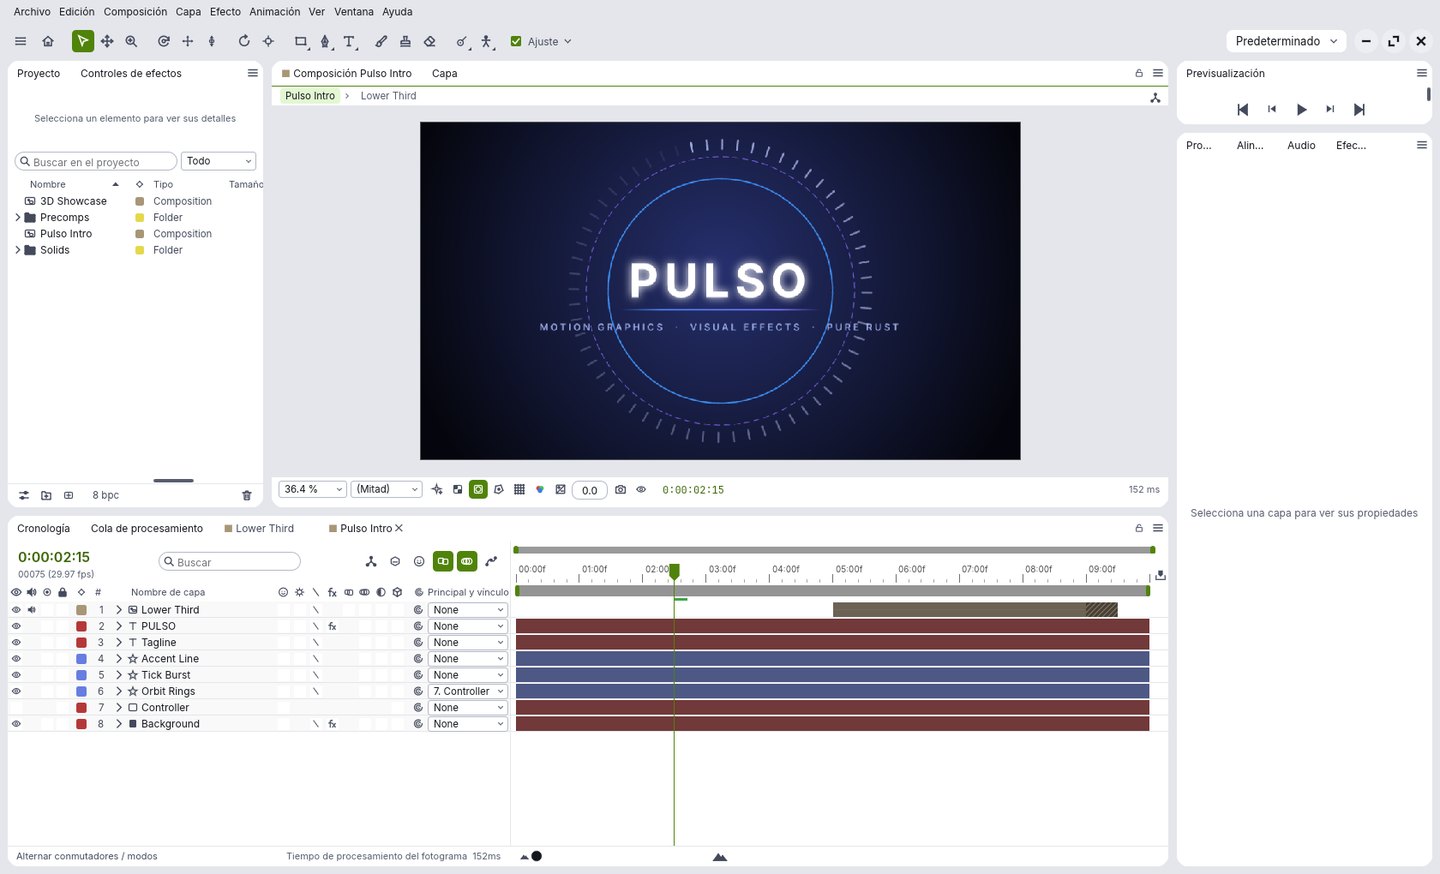 Archivo Edición Composición Capa Efecto Animación Ver Ventana Ayuda
Ajuste
Predeterminado
Proyecto Controles de efectos
Selecciona un elemento para ver sus detalles
Buscar en el proyecto Todo
Nombre Tipo Tamaño
3D Showcase Composition
Precomps Folder
Pulso Intro Composition
Solids Folder
8 bpc
Composición Pulso Intro Capa
Pulso Intro › Lower Third
PULSO
MOTION GRAPHICS · VISUAL EFFECTS · PURE RUST
36.4 % (Mitad) 0.0 0:00:02:15 152 ms
Previsualización
Pro... Alin... Audio Efec...
Selecciona una capa para ver sus propiedades
Cronología Cola de procesamiento Lower Third Pulso Intro
0:00:02:15
00075 (29.97 fps)
Buscar
00:00f 01:00f 02:00 03:00f 04:00f 05:00f 06:00f 07:00f 08:00f 09:00f
# Nombre de capa fx Principal y vínculo
1 Lower Third None
2 T PULSO fx None
3 T Tagline None
4 Accent Line None
5 Tick Burst None
6 Orbit Rings 7. Controller
7 Controller None
8 Background fx None
Alternar conmutadores / modos Tiempo de procesamiento del fotograma 152ms